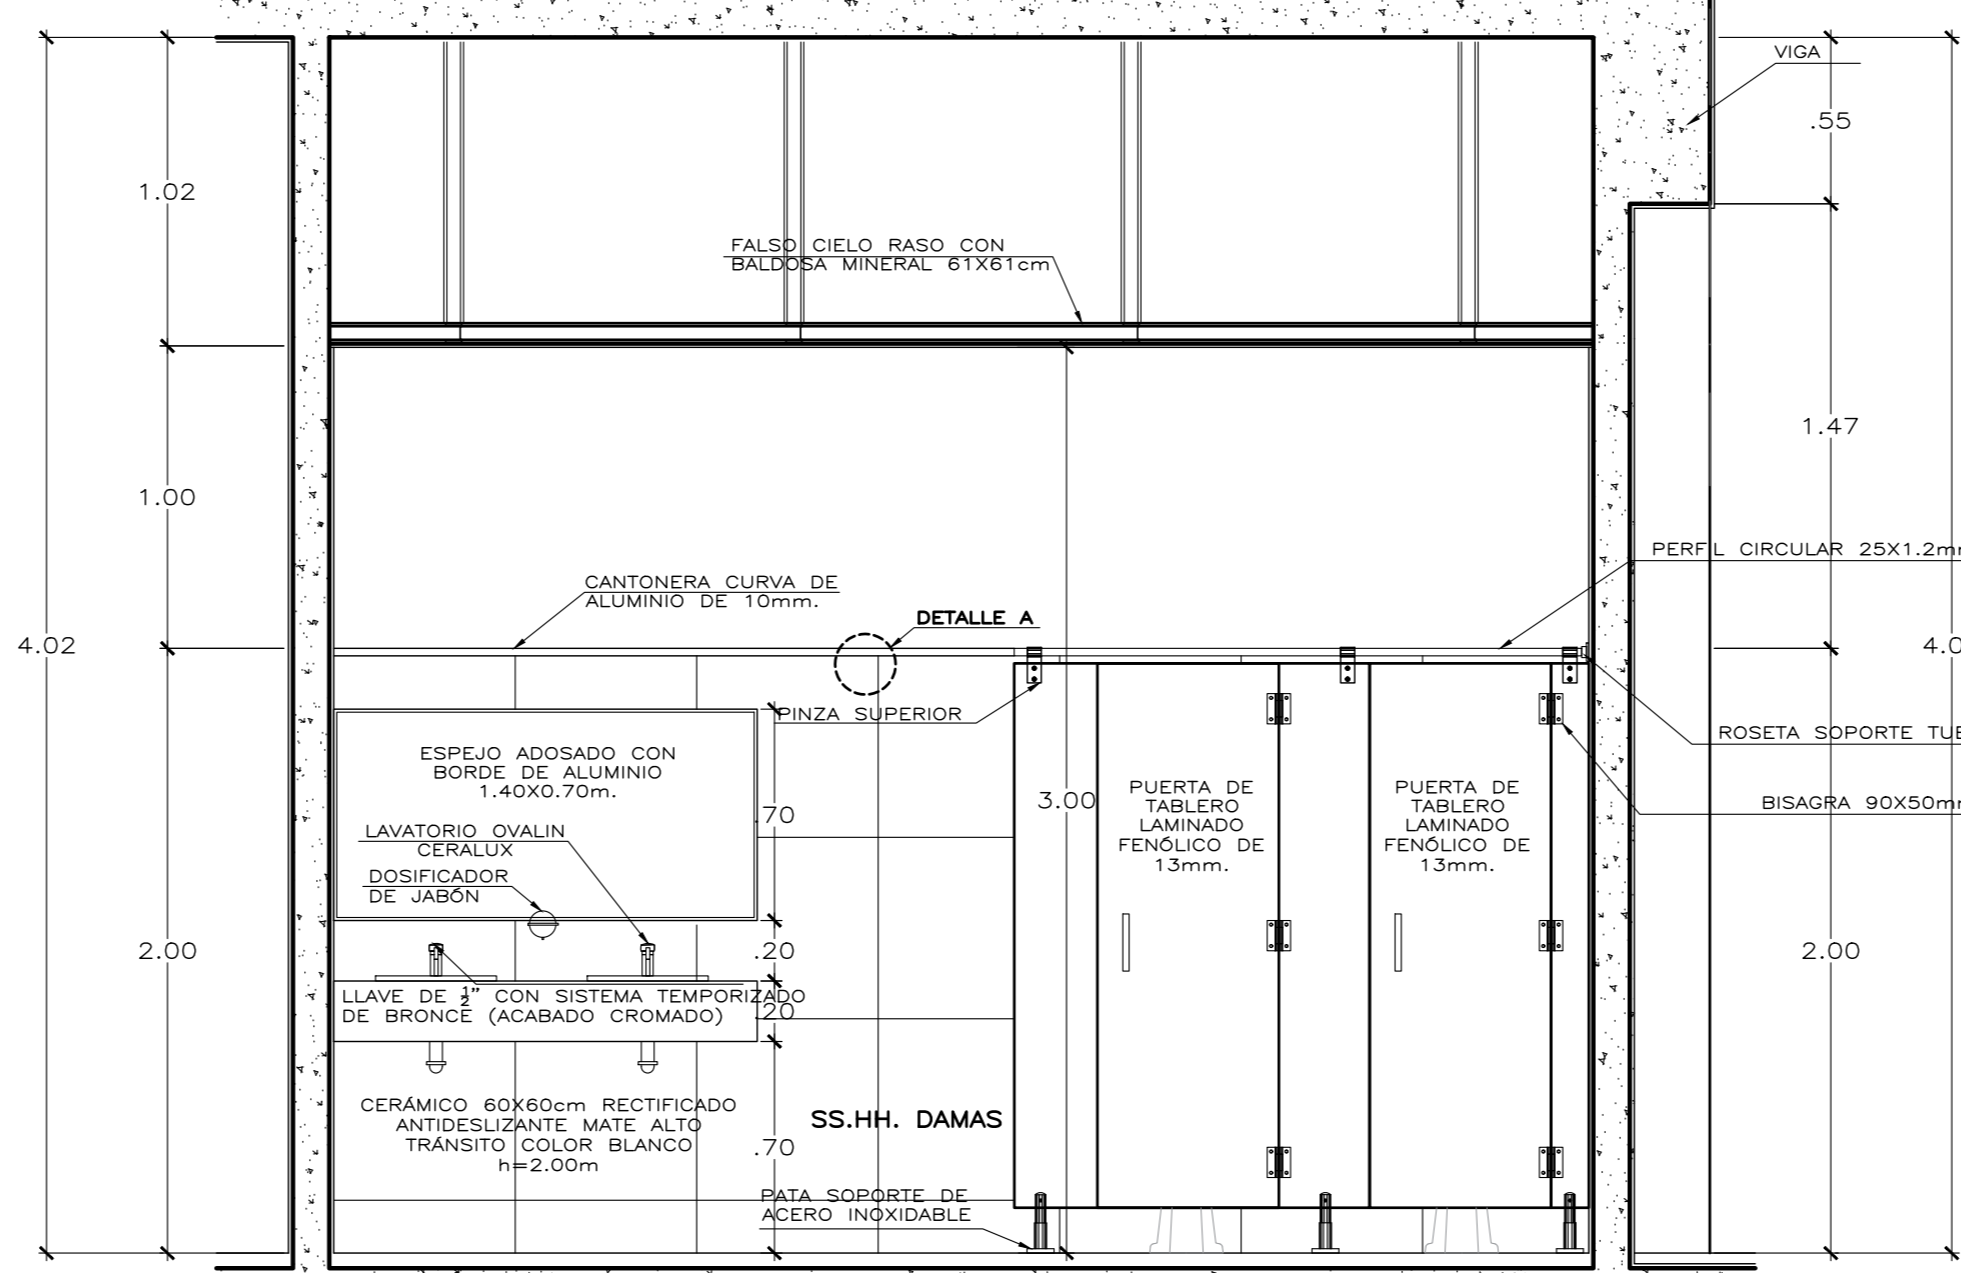 VIGA
.55
1.02
FALSO CIELO RASO CON
BALDOSA MINERAL 61X61cm
1.47
1.00
PERFIL CIRCULAR 25X1.2m
CANTONERA CURVA DE
ALUMINIO DE 10mm.
DETALLE A
4.02
4.0
PINZA SUPERIOR
ROSETA SOPORTE TU
ESPEJO ADOSADO CON
BORDE DE ALUMINIO
1.40X0.70m.
3.00
PUERTA DE
TABLERO
LAMINADO
FENÓLICO DE
13mm.
PUERTA DE
TABLERO
LAMINADO
FENÓLICO DE
13mm.
BISAGRA 90X50m
.70
LAVATORIO OVALIN
CERALUX
DOSIFICADOR
DE JABÓN
2.00
.20
2.00
LLAVE DE ½" CON SISTEMA TEMPORIZADO
DE BRONCE (ACABADO CROMADO)
.20
CERÁMICO 60X60cm RECTIFICADO
ANTIDESLIZANTE MATE ALTO
TRÁNSITO COLOR BLANCO
h=2.00m
SS.HH. DAMAS
.70
PATA SOPORTE DE
ACERO INOXIDABLE